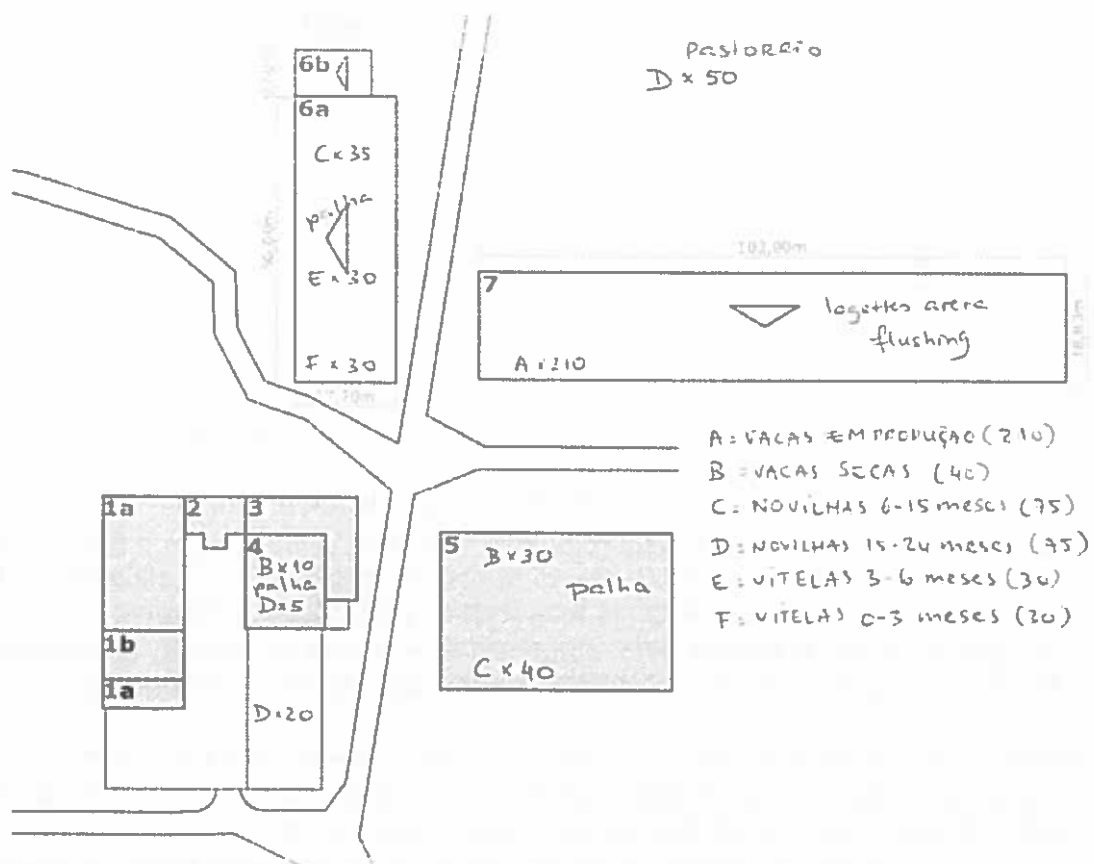 6b
Pastoreio
D x 50
6a
C x 35
palha
E x 30
F x 30
17,70m
102,00m
7
logettes areia
flushing
A x 210
A = VACAS EM PRODUÇÃO (210)
B = VACAS SECAS (40)
C = NOVILHAS 6-15 meses (75)
D = NOVILHAS 15-24 meses (75)
E = VITELAS 3-6 meses (30)
F = VITELAS 0-3 meses (30)
1a
2
3
4
B x 10
palha
D x 5
5
B x 30
palha
C x 40
1b
1a
D x 20